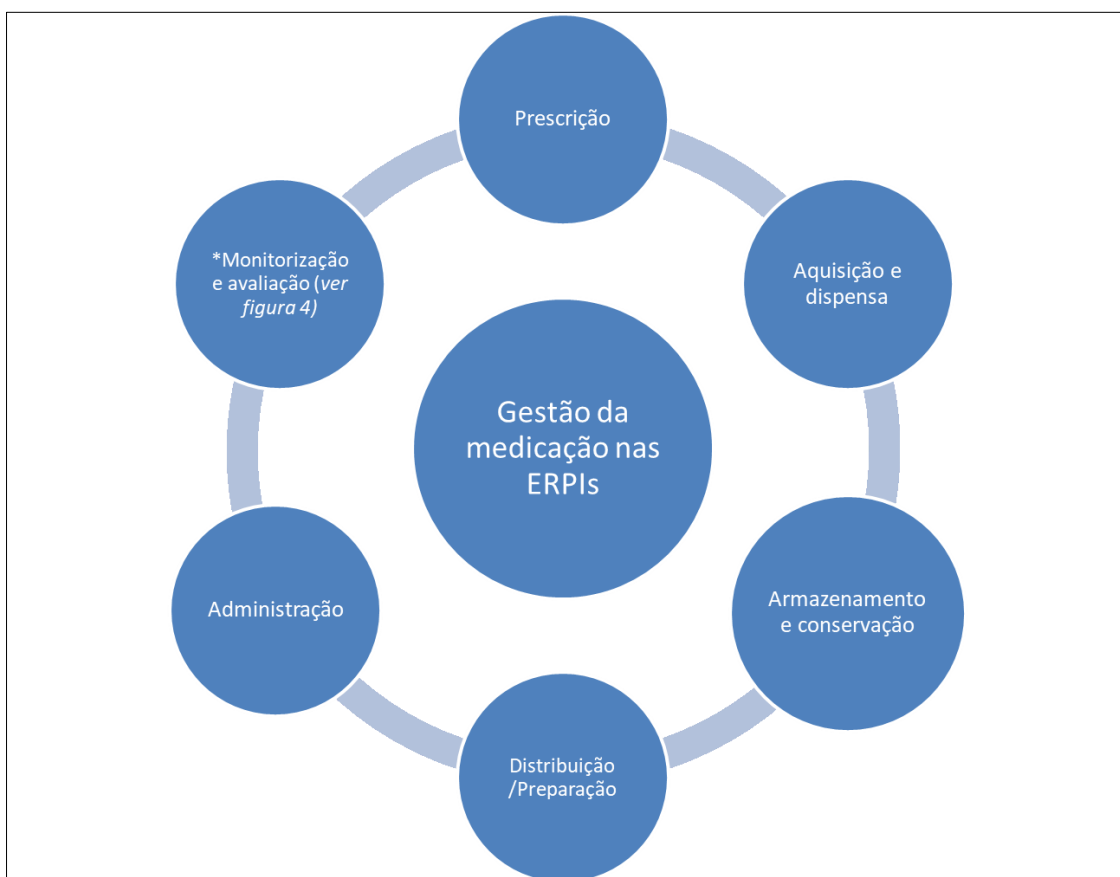 Prescrição
Aquisição e
dispensa
Armazenamento
e conservação
Distribuição
/Preparação
Administração
*Monitorização
e avaliação (ver
figura 4)
Gestão da
medicação nas
ERPIs